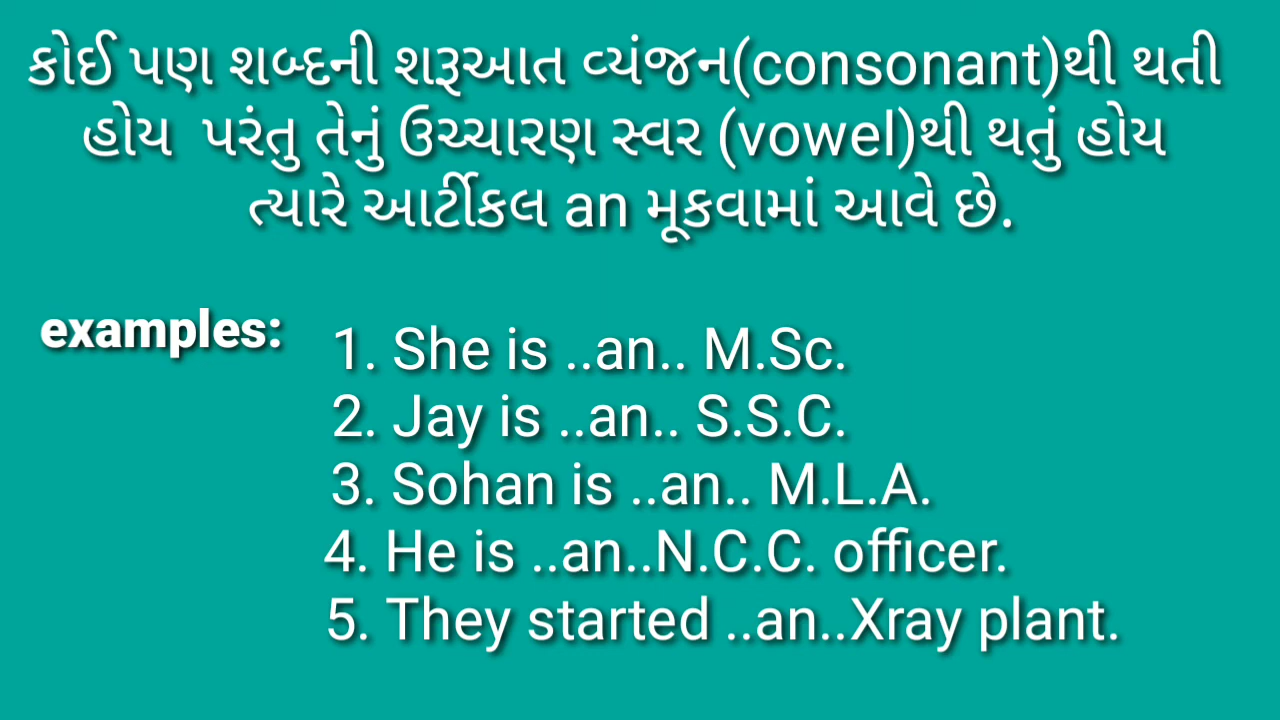 કોઈ પણ શબ્દની શરૂઆત વ્યંજન(consonant)થી થતી
હોય પરંતુ તેનું ઉચ્ચારણ સ્વર (vowel)થી થતું હોય
ત્યારે આર્ટીકલ an મૂકવામાં આવે છે.
examples:
1. She is ..an.. M.Sc.
2. Jay is ..an.. S.S.C.
3. Sohan is ..an.. M.L.A.
4. He is ..an..N.C.C. officer.
5. They started ..an..Xray plant.